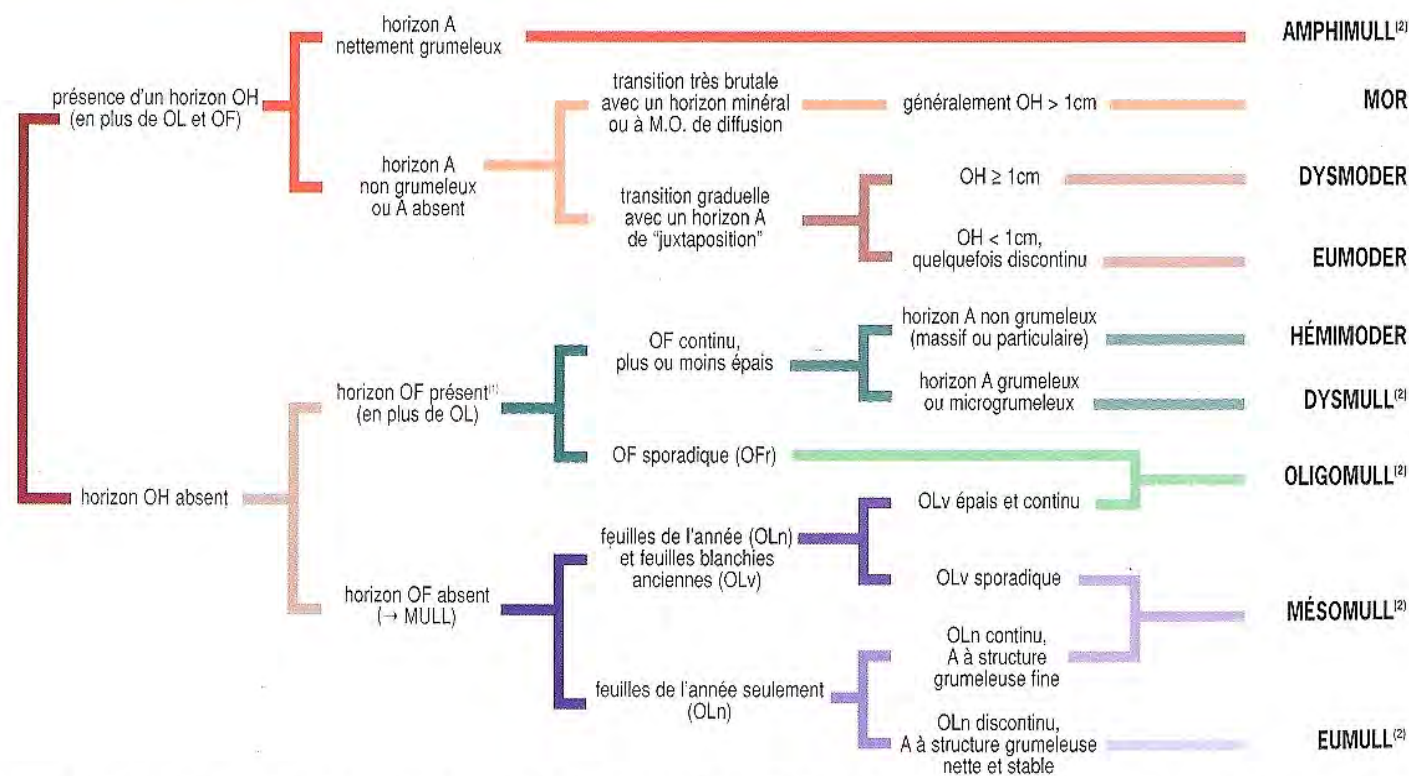 horizon A
nettement grumeleux
AMPHIMULL(2)
présence d'un horizon OH
(en plus de OL et OF)
transition très brutale
avec un horizon minéral
ou à M.O. de diffusion
généralement OH > 1cm
MOR
horizon A
non grumeleux
ou A absent
transition graduelle
avec un horizon A
de "juxtaposition"
OH ≥ 1cm
DYSMODER
OH < 1cm,
quelquefois discontinu
EUMODER
horizon OH absent
horizon OF présent(1)
(en plus de OL)
OF continu,
plus ou moins épais
horizon A non grumeleux
(massif ou particulaire)
HÉMIMODER
horizon A grumeleux
ou microgrumeleux
DYSMULL(2)
OF sporadique (OFr)
OLIGOMULL(2)
horizon OF absent
(→ MULL)
feuilles de l'année (OLn)
et feuilles blanchies
anciennes (OLv)
OLv épais et continu
OLv sporadique
MÉSOMULL(2)
feuilles de l'année seulement
(OLn)
OLn continu,
A à structure
grumeleuse fine
OLn discontinu,
A à structure grumeleuse
nette et stable
EUMULL(2)